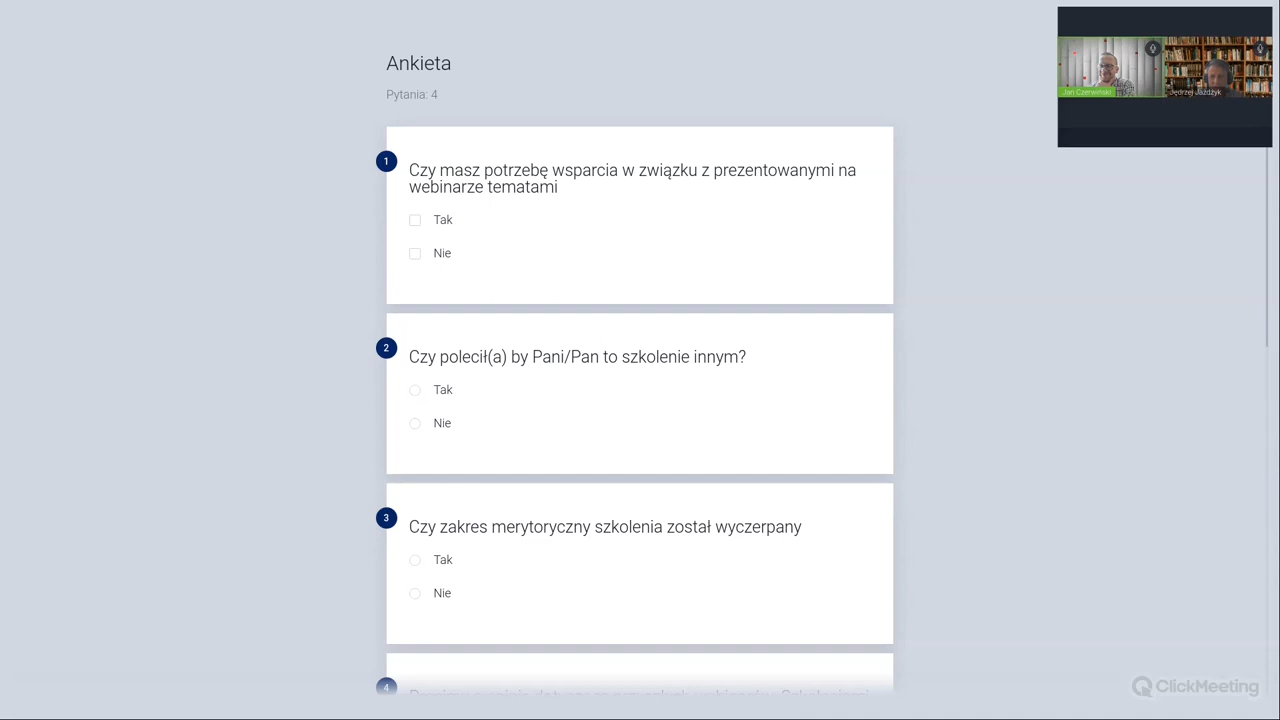 Ankieta
Pytania: 4
Jan Czerwiński
Jędrzej Jażdżyk
1
Czy masz potrzebę wsparcia w związku z prezentowanymi na
webinarze tematami
Tak
Nie
2
Czy polecił(a) by Pani/Pan to szkolenie innym?
Tak
Nie
3
Czy zakres merytoryczny szkolenia został wyczerpany
Tak
Nie
4
ClickMeeting